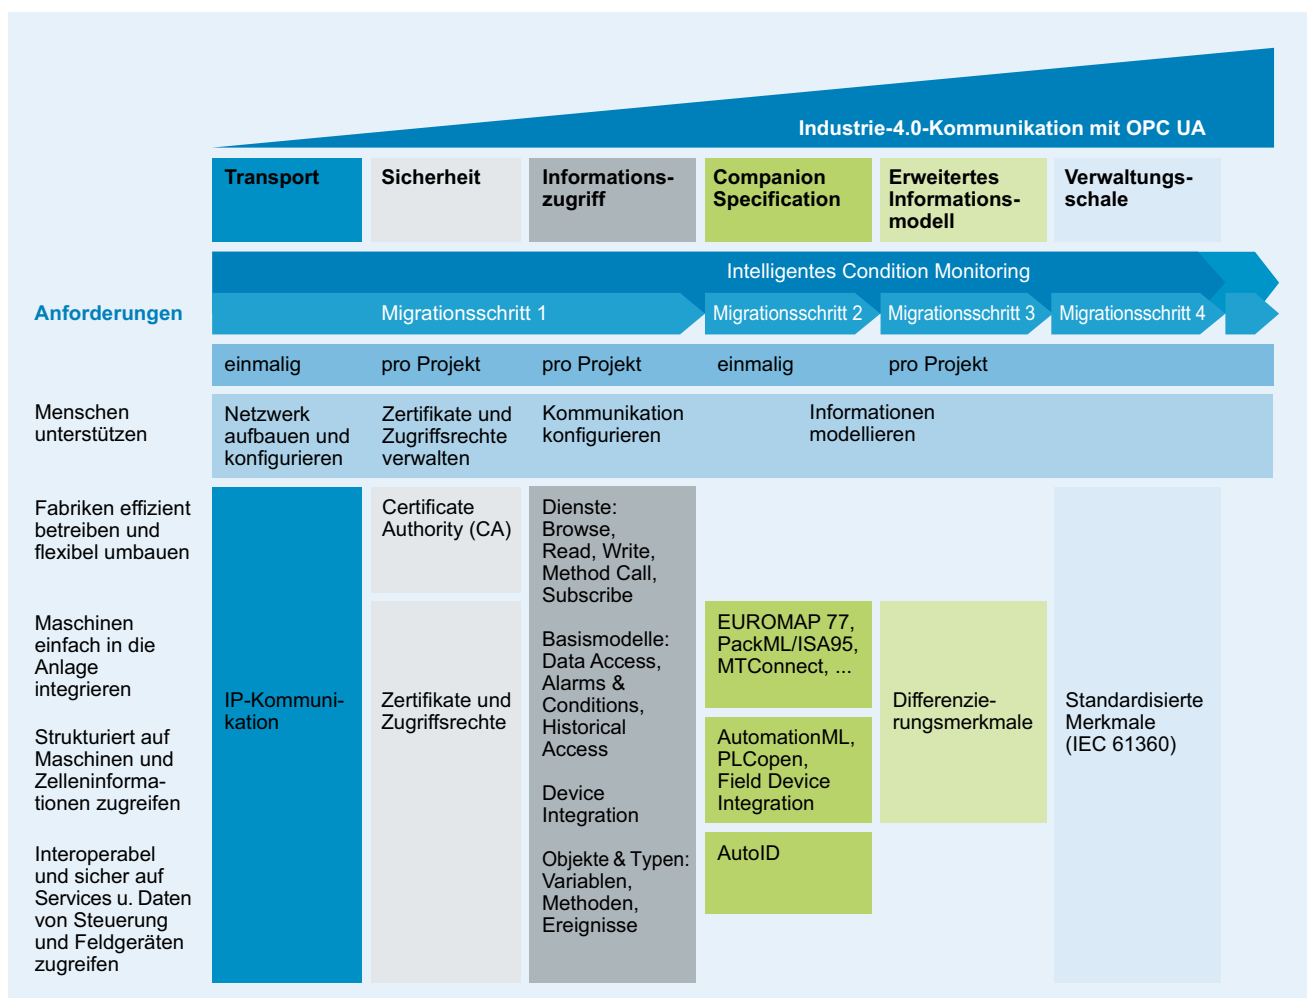 Industrie-4.0-Kommunikation mit OPC UA
Transport
Sicherheit
Informations-
zugriff
Companion
Specification
Erweitertes
Informations-
modell
Verwaltungs-
schale
Intelligentes Condition Monitoring
Anforderungen
Migrationsschritt 1
Migrationsschritt 2
Migrationsschritt 3
Migrationsschritt 4
einmalig
pro Projekt
pro Projekt
einmalig
pro Projekt
Menschen
unterstützen
Netzwerk
aufbauen und
konfigurieren
Zertifikate und
Zugriffsrechte
verwalten
Kommunikation
konfigurieren
Informationen
modellieren
Fabriken effizient
betreiben und
flexibel umbauen
Maschinen
einfach in die
Anlage
integrieren
Strukturiert auf
Maschinen und
Zelleninforma-
tionen zugreifen
Interoperabel
und sicher auf
Services u. Daten
von Steuerung
und Feldgeräten
zugreifen
IP-Kommuni-
kation
Certificate
Authority (CA)
Zertifikate und
Zugriffsrechte
Dienste:
Browse,
Read, Write,
Method Call,
Subscribe
Basismodelle:
Data Access,
Alarms &
Conditions,
Historical
Access
Device
Integration
Objekte & Typen:
Variablen,
Methoden,
Ereignisse
EUROMAP 77,
PackML/ISA95,
MTConnect, ...
AutomationML,
PLCopen,
Field Device
Integration
AutoID
Differenzie-
rungsmerkmale
Standardisierte
Merkmale
(IEC 61360)